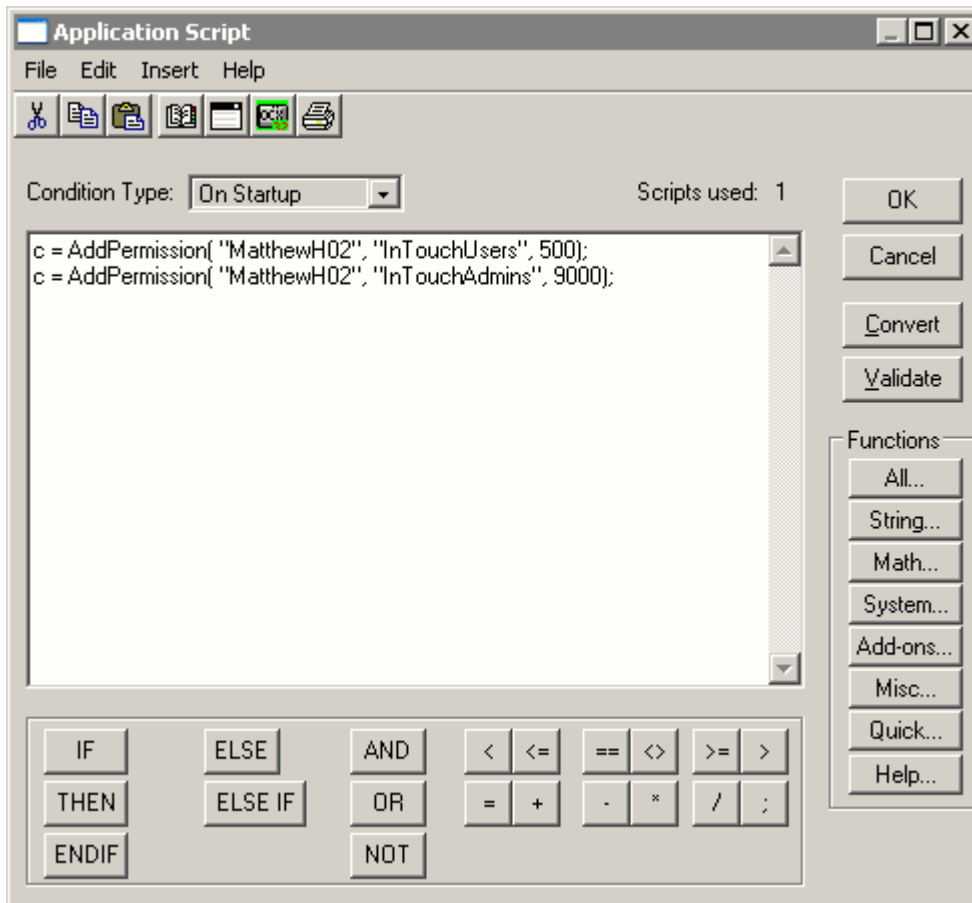 Application Script
File Edit Insert Help
Condition Type: On Startup Scripts used: 1
c = AddPermission( "MatthewH02", "InTouchUsers", 500);
c = AddPermission( "MatthewH02", "InTouchAdmins", 9000);
OK
Cancel
Convert
Validate
Functions
All...
String...
Math...
System...
Add-ons...
Misc...
Quick...
Help...
IF ELSE AND < <= == <> >= >
THEN ELSE IF OR = + - * / ;
ENDIF NOT